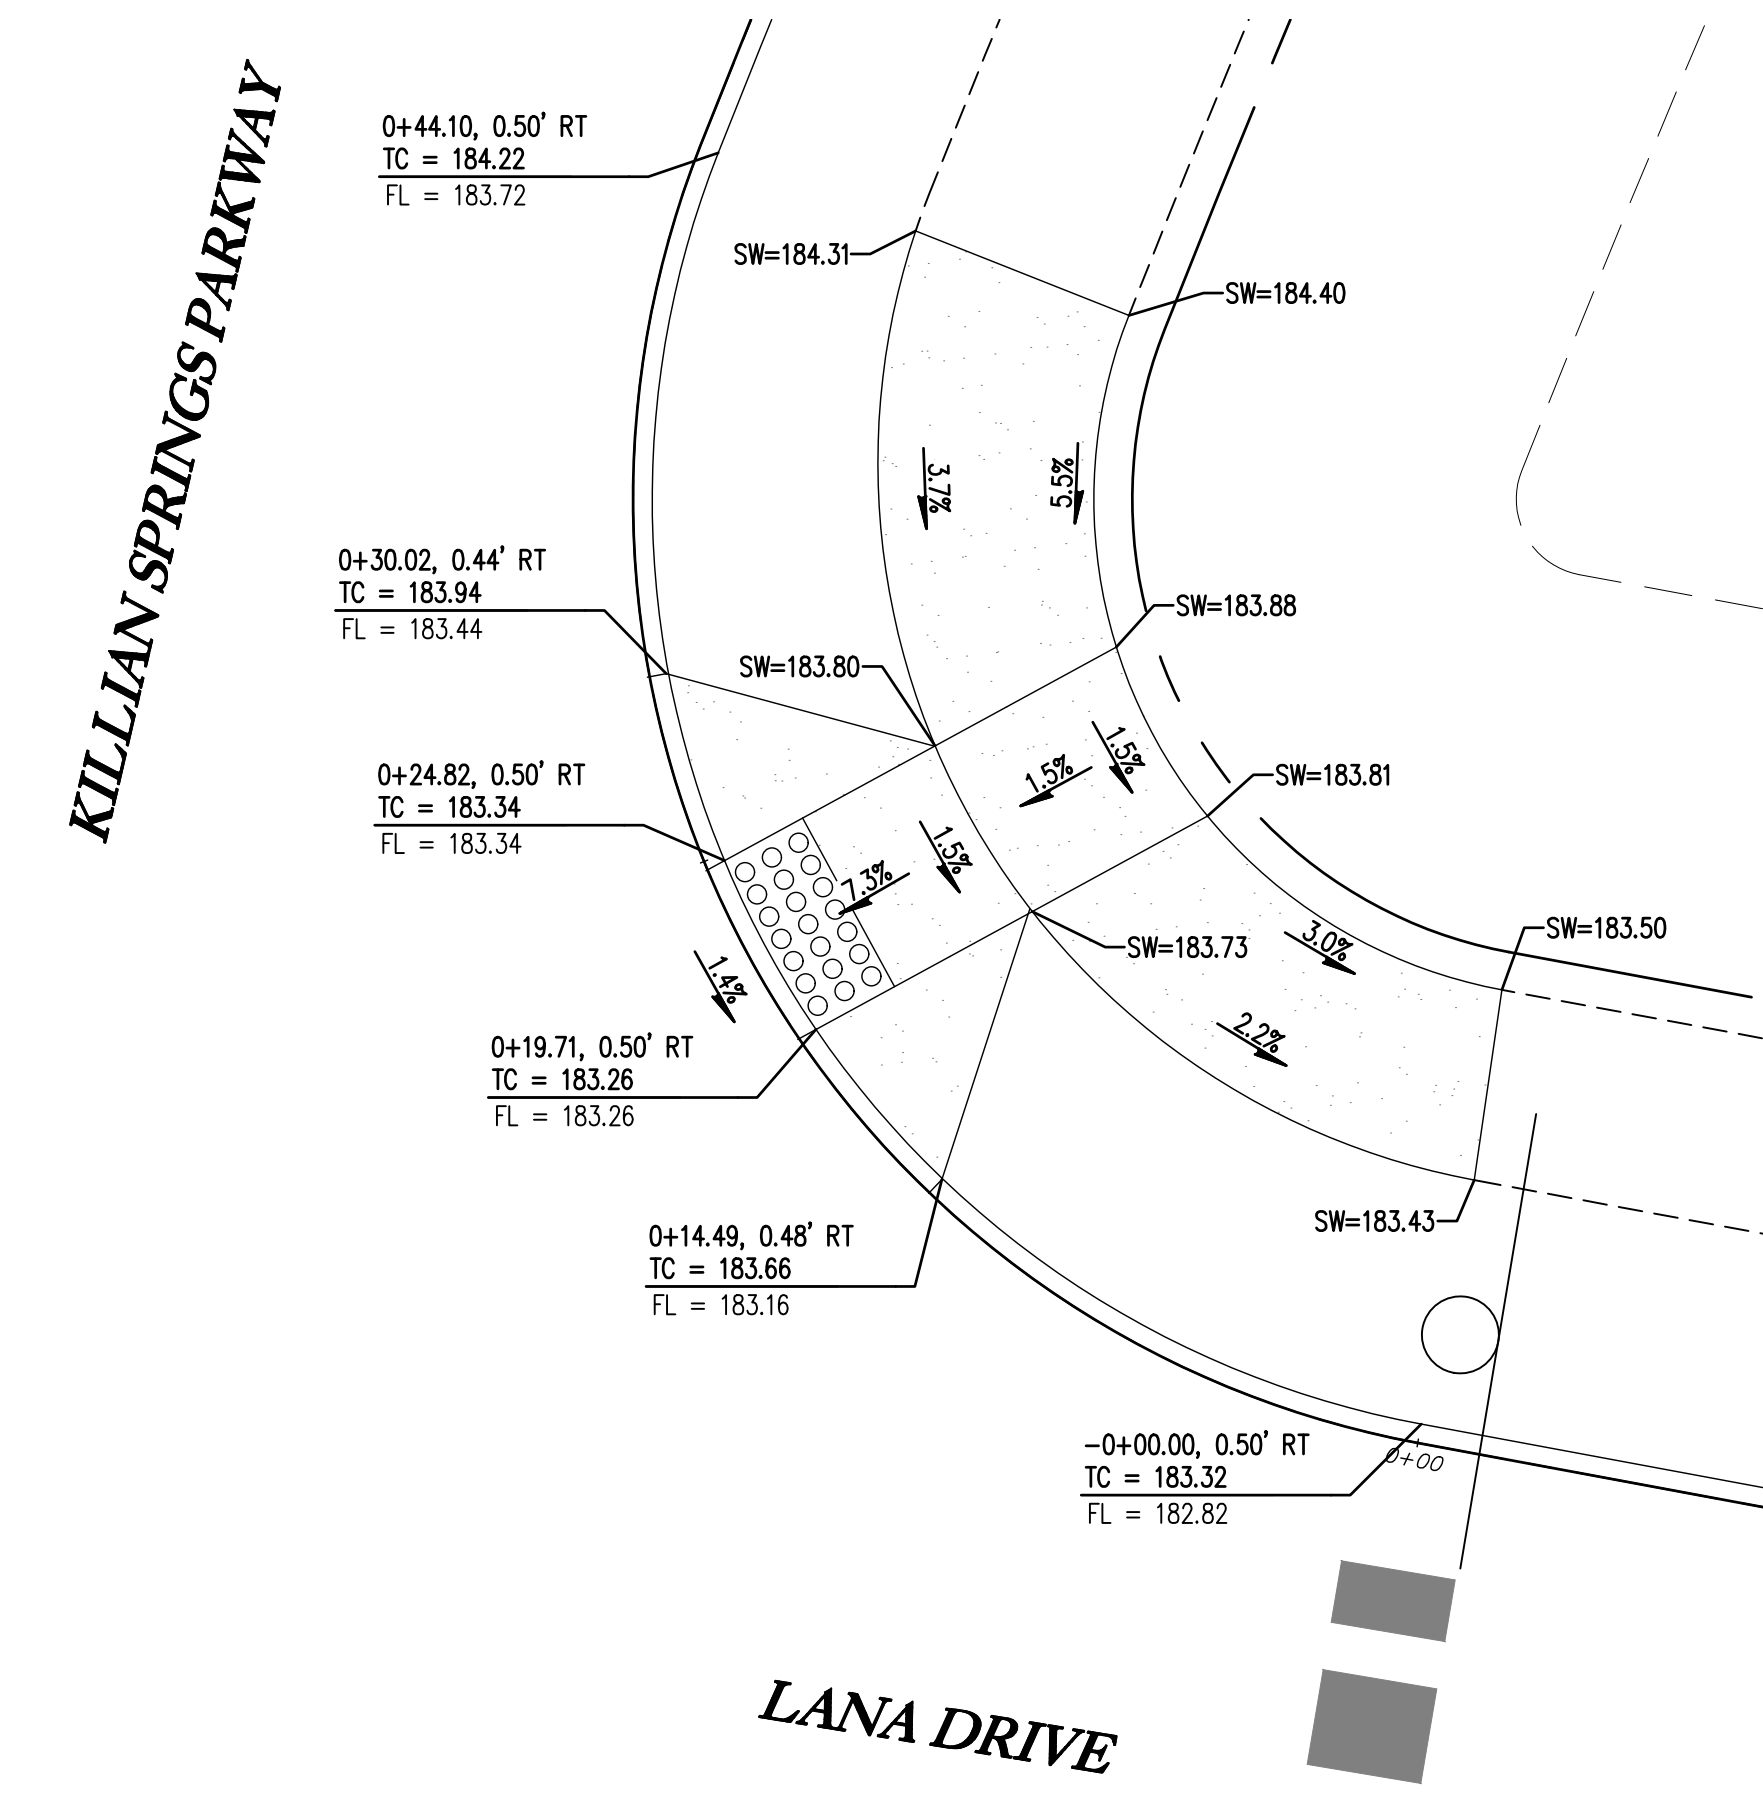 KILLIAN SPRINGS PARKWAY
0+44.10, 0.50' RT
TC = 184.22
FL = 183.72
SW=184.31
SW=184.40
3.7%
5.5%
0+30.02, 0.44' RT
TC = 183.94
FL = 183.44
SW=183.88
SW=183.80
0+24.82, 0.50' RT
TC = 183.34
FL = 183.34
1.5%
1.5%
SW=183.81
1.5%
7.3%
SW=183.73
3.0%
SW=183.50
1.4%
2.2%
0+19.71, 0.50' RT
TC = 183.26
FL = 183.26
SW=183.43
0+14.49, 0.48' RT
TC = 183.66
FL = 183.16
-0+00.00, 0.50' RT
TC = 183.32
FL = 182.82
0+00
LANA DRIVE